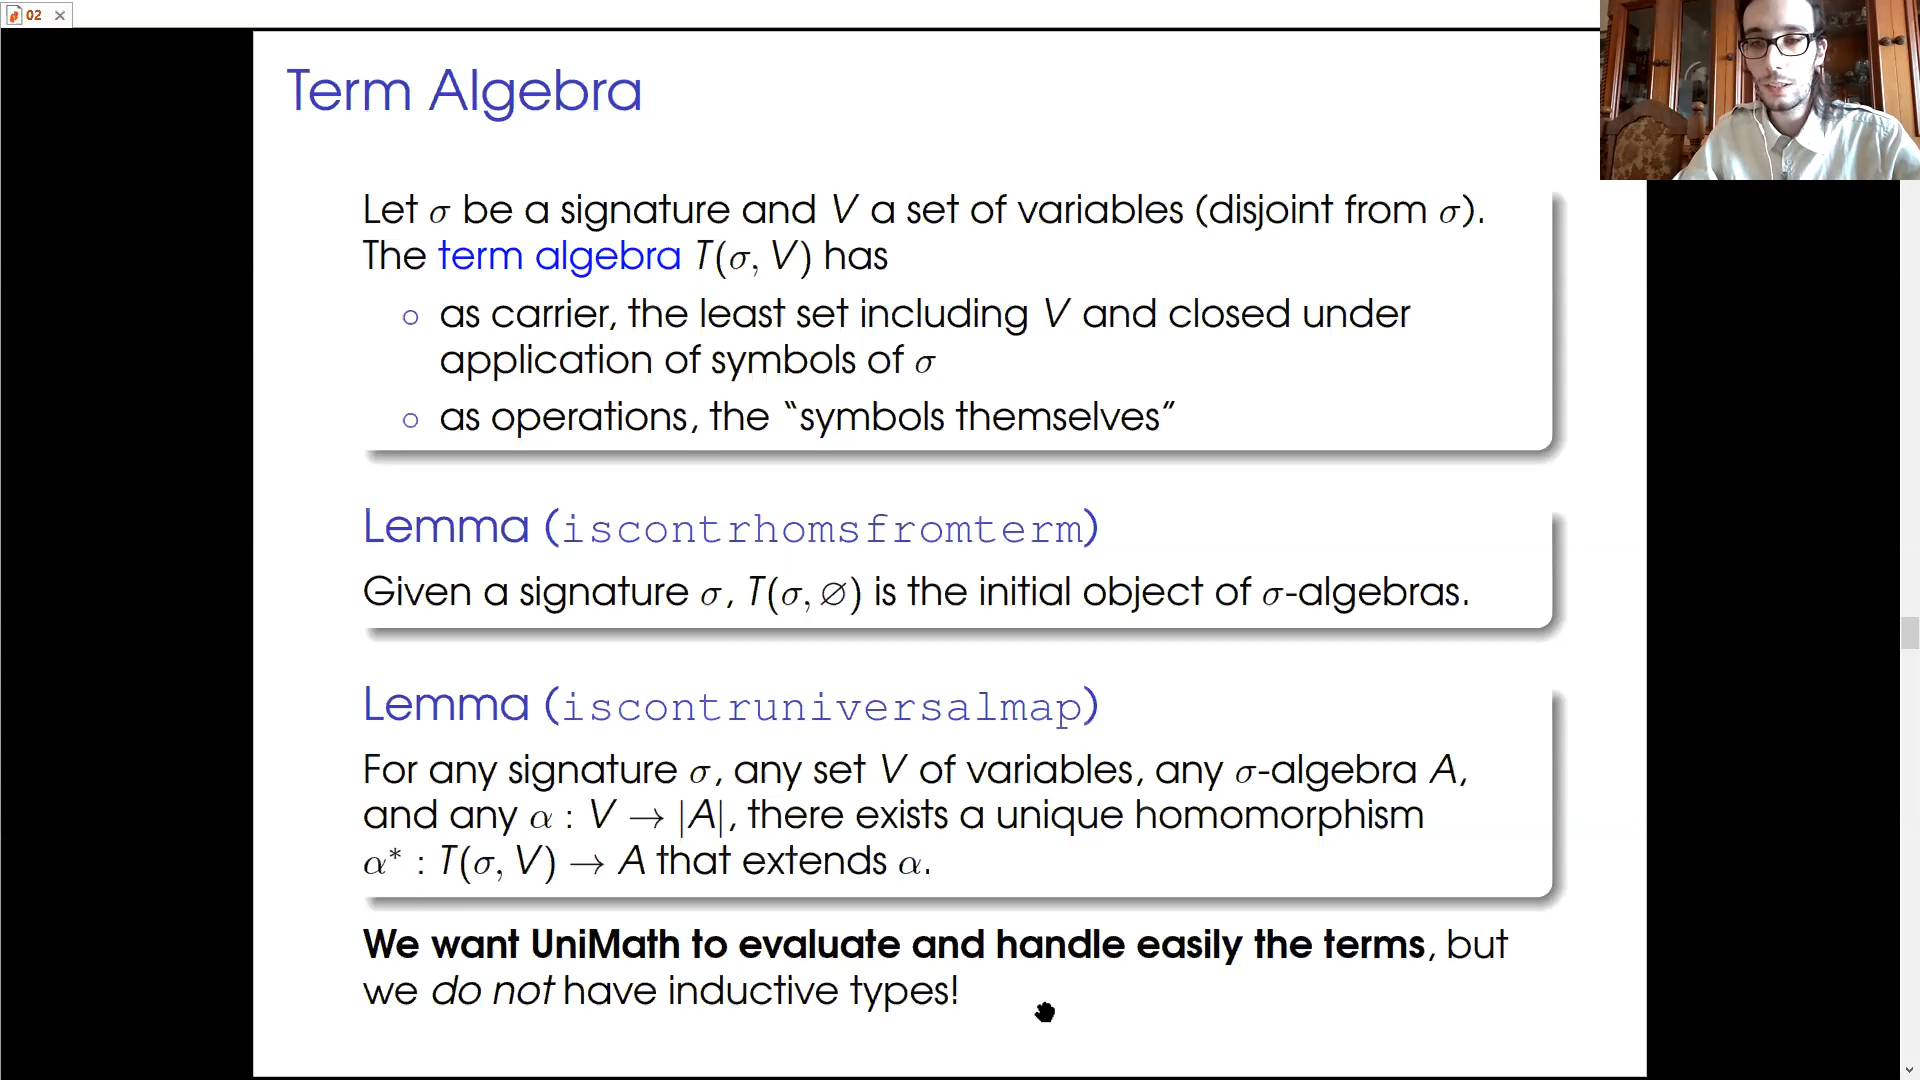 02
Term Algebra
Let σ be a signature and V a set of variables (disjoint from σ).
The term algebra T(σ, V) has
○ as carrier, the least set including V and closed under
application of symbols of σ
○ as operations, the “symbols themselves”
Lemma (iscontrhomsfromterm)
Given a signature σ, T(σ, ∅) is the initial object of σ-algebras.
Lemma (iscontruniversalmap)
For any signature σ, any set V of variables, any σ-algebra A,
and any α : V → |A|, there exists a unique homomorphism
α* : T(σ, V) → A that extends α.
We want UniMath to evaluate and handle easily the terms, but
we do not have inductive types!